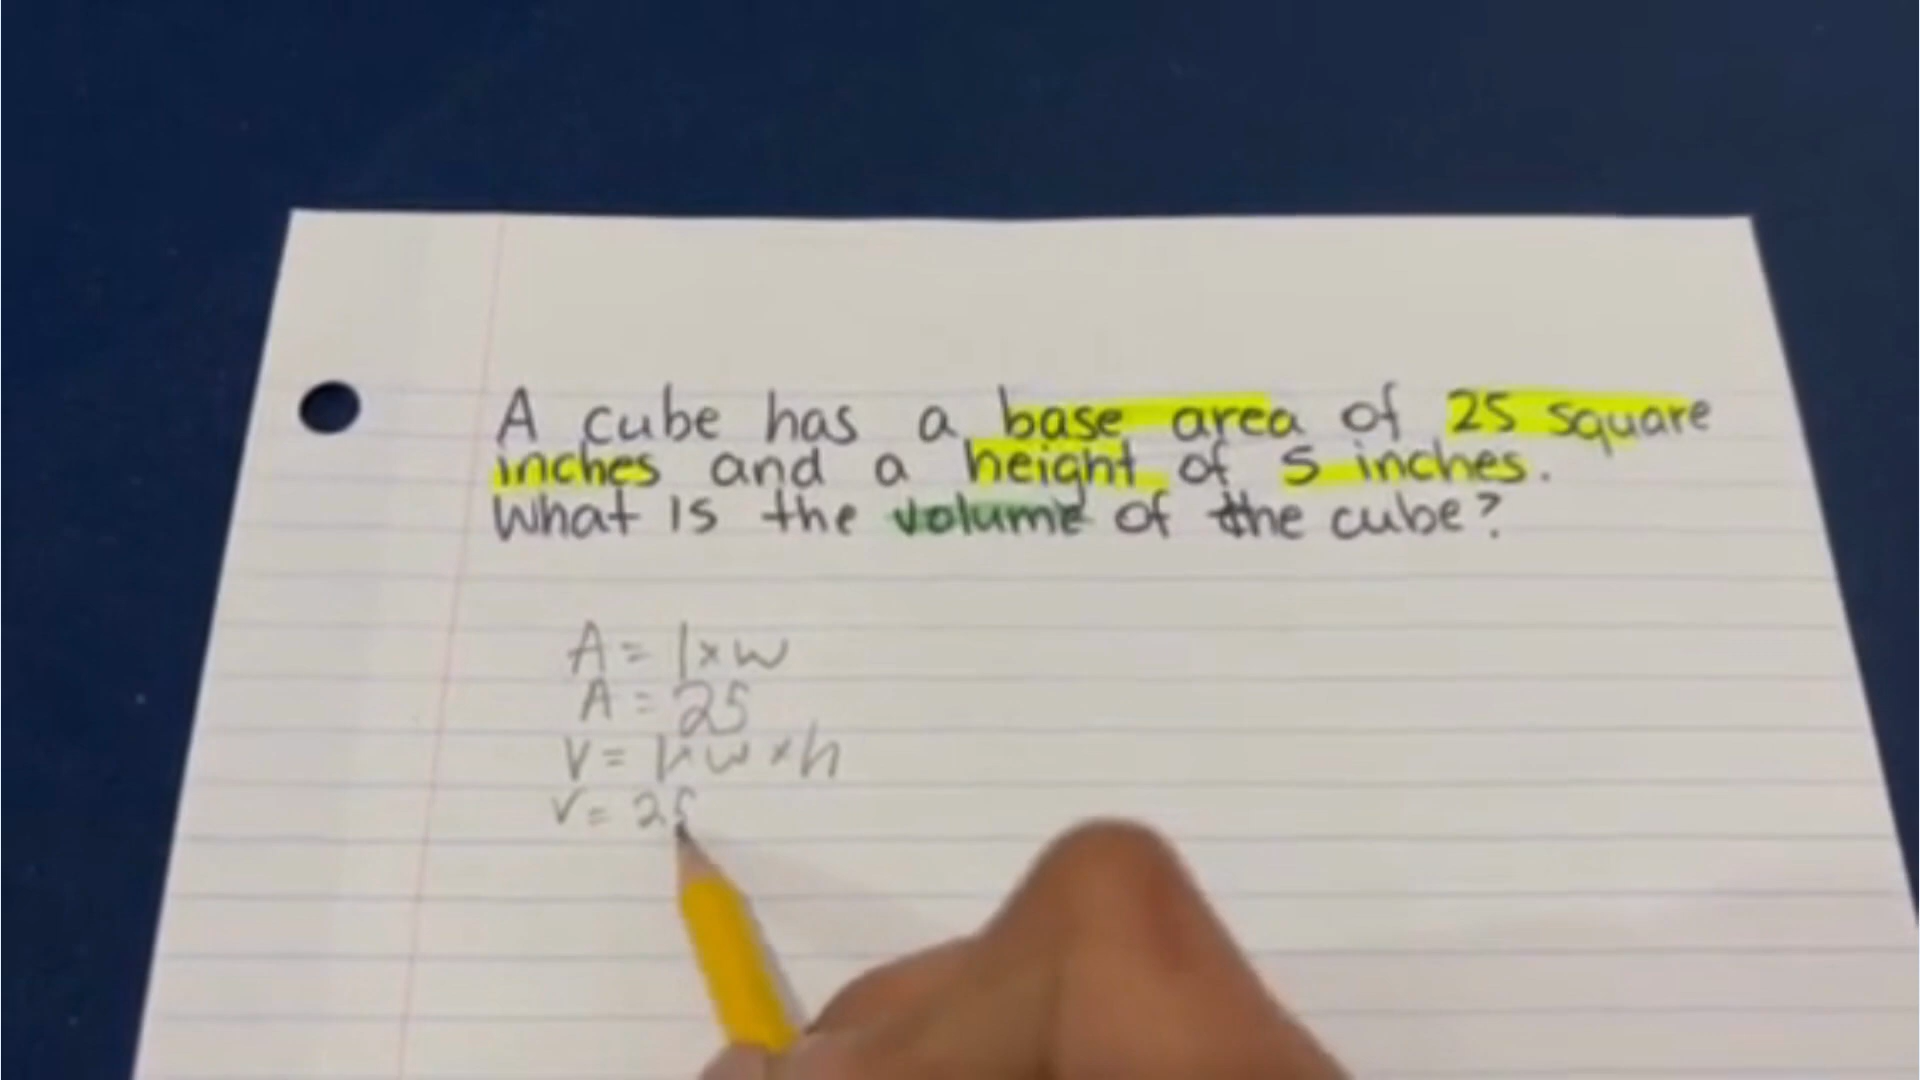 A cube has a base area of 25 square
inches and a height of 5 inches.
What is the volume of the cube?
A = l x w
A = 25
V = l x w x h
V = 25